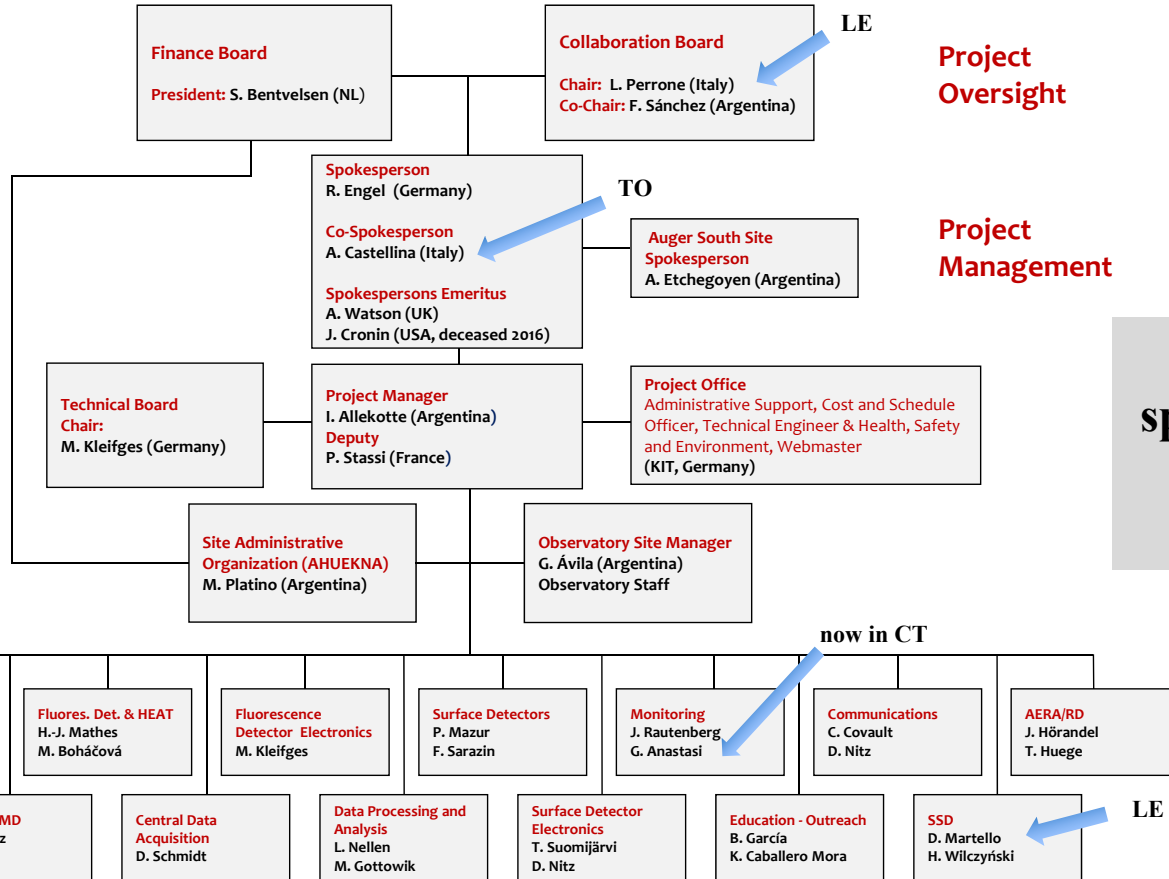 LE
Finance Board
President: S. Bentvelsen (NL)
Collaboration Board
Chair: L. Perrone (Italy)
Co-Chair: F. Sánchez (Argentina)
Project
Oversight
Spokesperson
R. Engel (Germany)
Co-Spokesperson
A. Castellina (Italy)
Spokespersons Emeritus
A. Watson (UK)
J. Cronin (USA, deceased 2016)
TO
Auger South Site
Spokesperson
A. Etchegoyen (Argentina)
Project
Management
Technical Board
Chair:
M. Kleifges (Germany)
Project Manager
I. Allekotte (Argentina)
Deputy
P. Stassi (France)
Project Office
Administrative Support, Cost and Schedule
Officer, Technical Engineer & Health, Safety
and Environment, Webmaster
(KIT, Germany)
Site Administrative
Organization (AHUEKNA)
M. Platino (Argentina)
Observatory Site Manager
G. Ávila (Argentina)
Observatory Staff
now in CT
Fluores. Det. & HEAT
H.-J. Mathes
M. Boháčová
Fluorescence
Detector Electronics
M. Kleifges
Surface Detectors
P. Mazur
F. Sarazin
Monitoring
J. Rautenberg
G. Anastasi
Communications
C. Covault
D. Nitz
AERA/RD
J. Hörandel
T. Huege
MD
z
Central Data
Acquisition
D. Schmidt
Data Processing and
Analysis
L. Nellen
M. Gottowik
Surface Detector
Electronics
T. Suomijärvi
D. Nitz
Education - Outreach
B. García
K. Caballero Mora
SSD
D. Martello
H. Wilczyński
LE